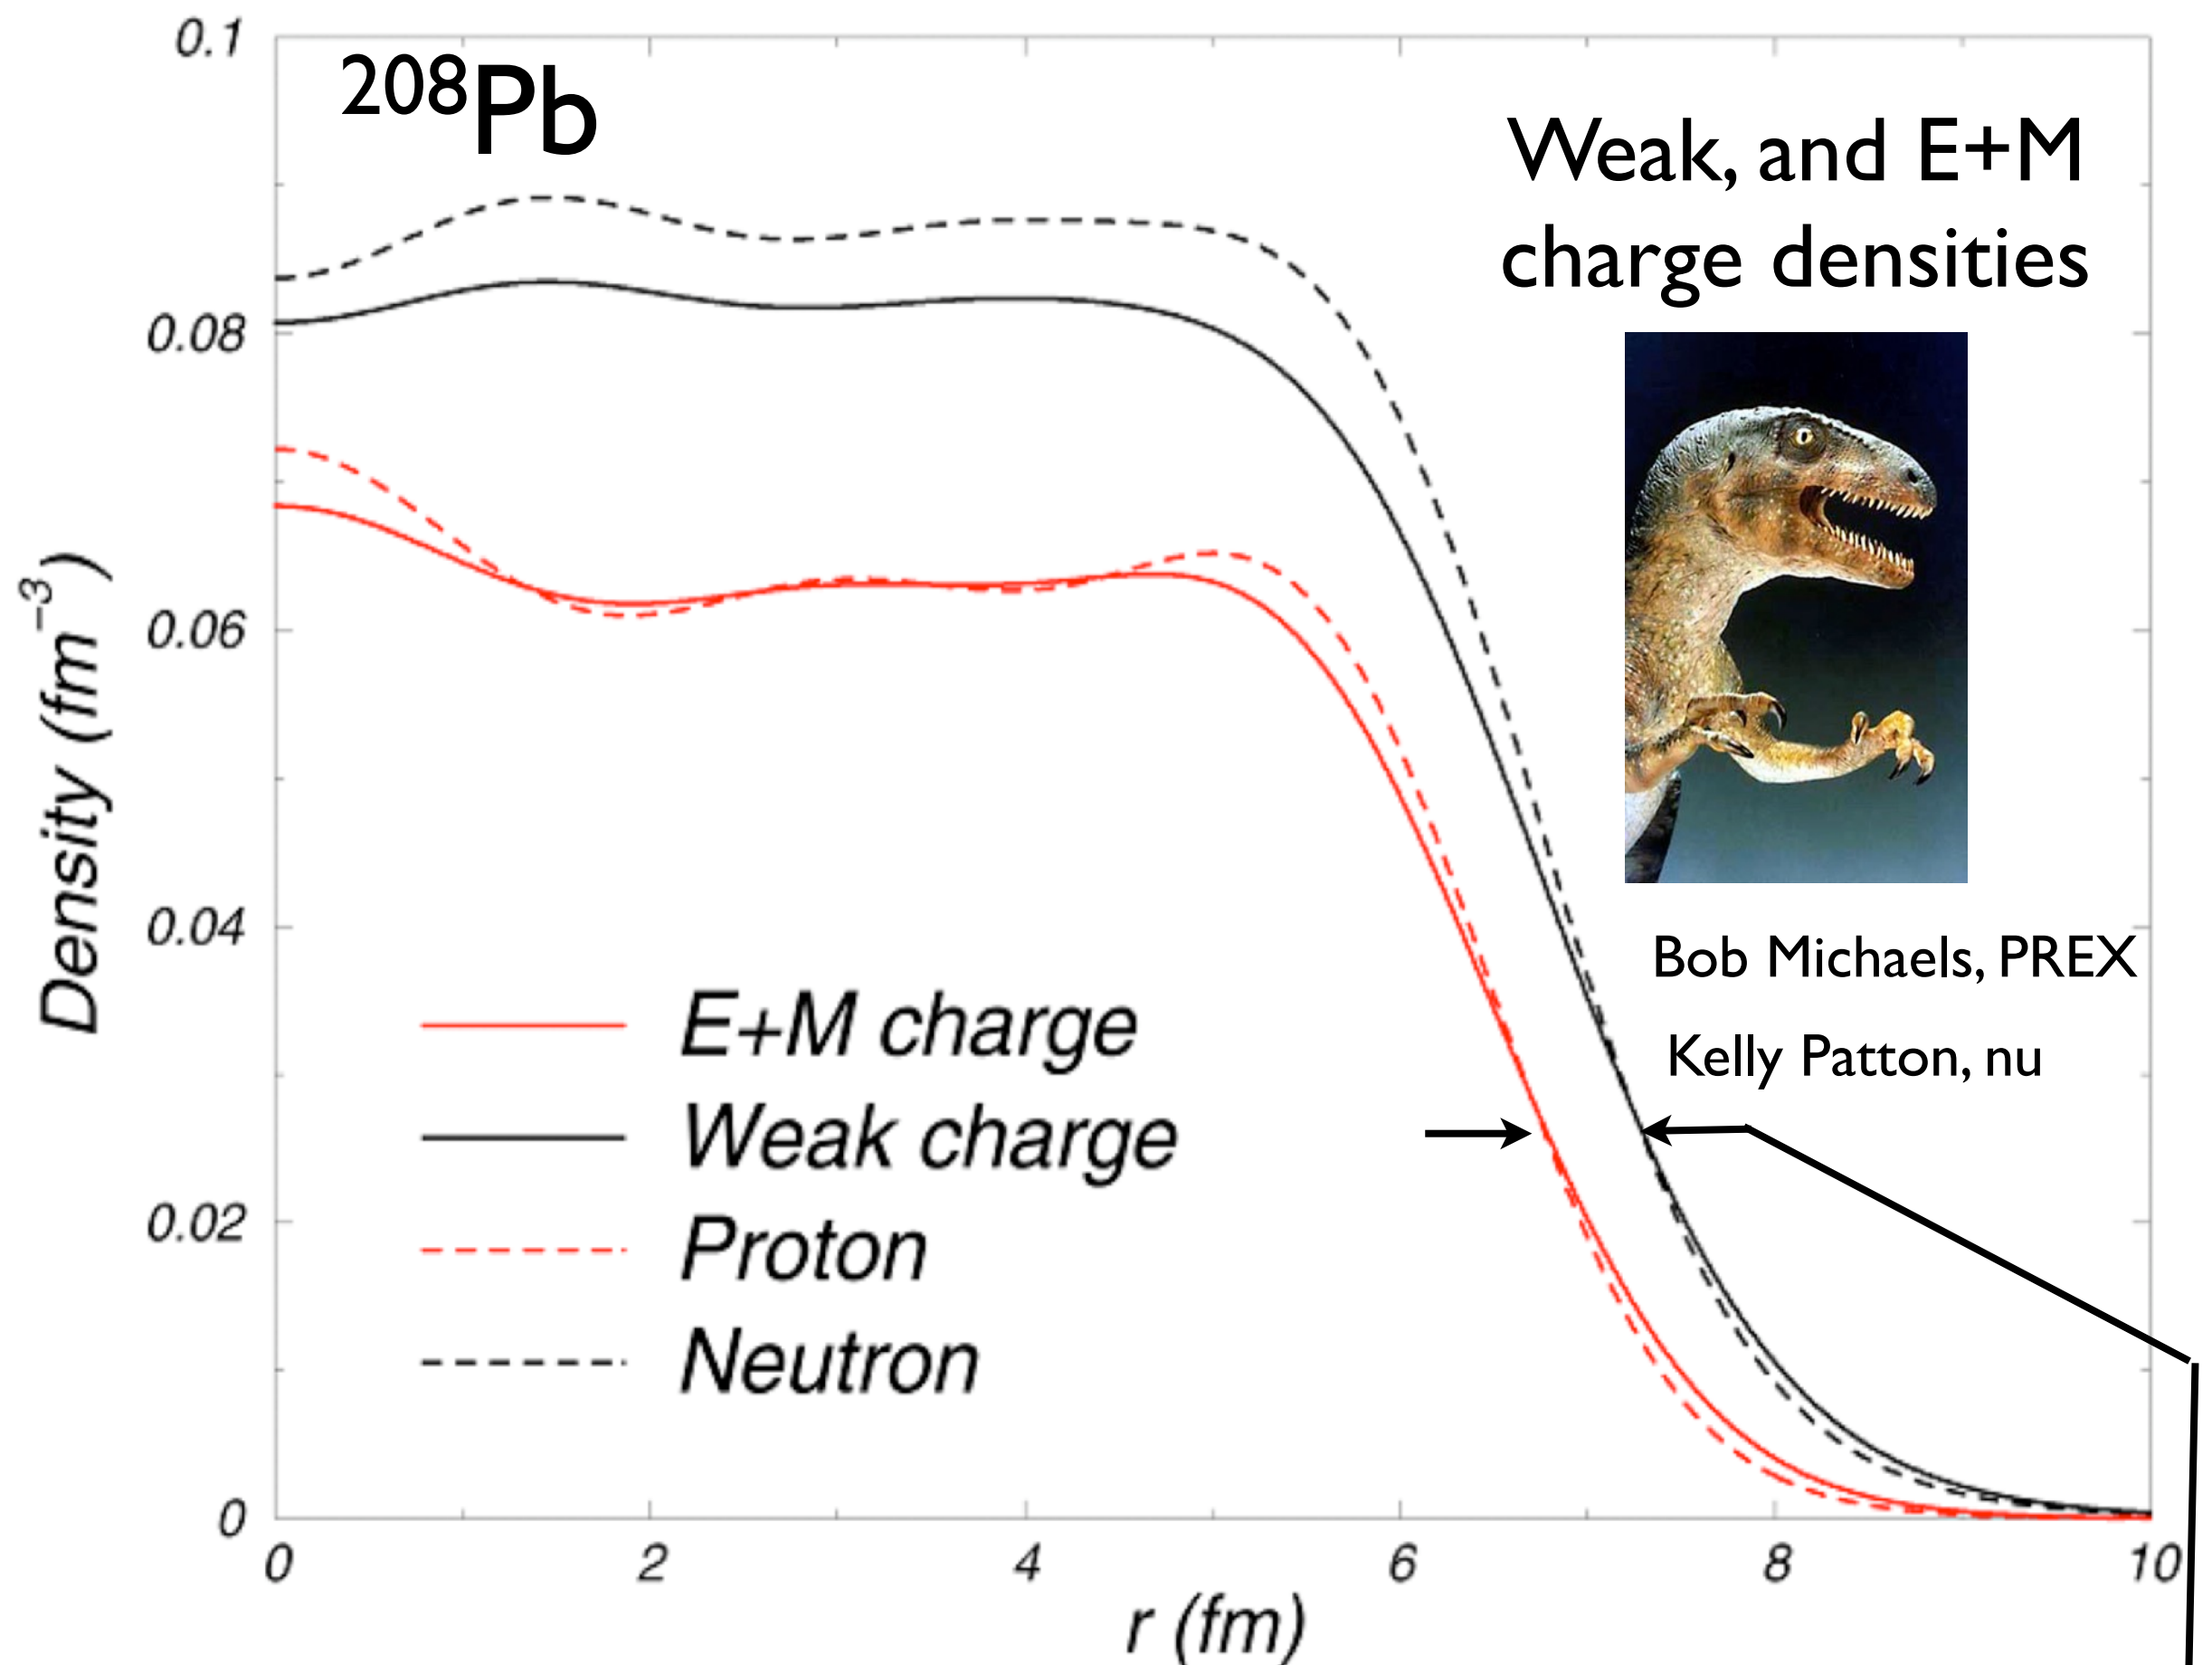 0.1
²⁰⁸Pb
Weak, and E+M
charge densities
0.08
0.06
Density (fm⁻³)
0.04
Bob Michaels, PREX
Kelly Patton, nu
E+M charge
Weak charge
0.02
Proton
Neutron
0
0 2 4 6 8 10
r (fm)